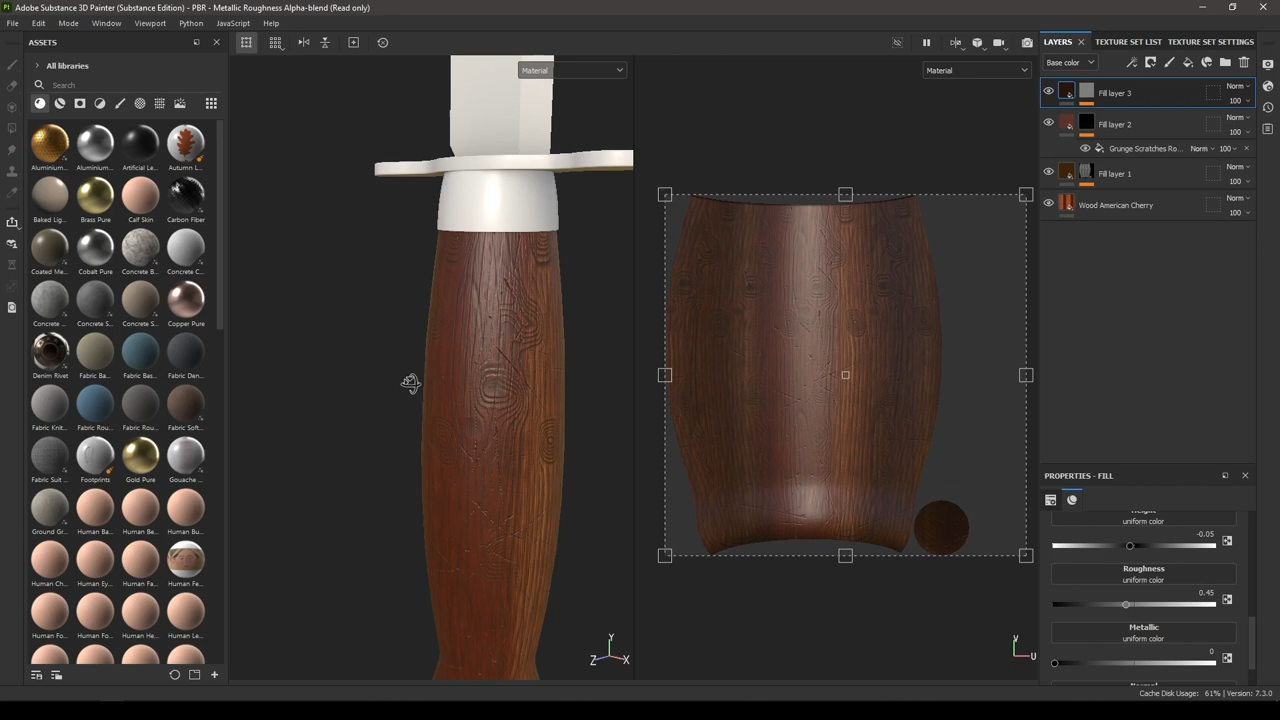 Pt Adobe Substance 3D Painter (Substance Edition) - PBR - Metallic Roughness Alpha-blend (Read only)
File Edit Mode Window Viewport Python JavaScript Help
ASSETS
All libraries
Search
Aluminium... Aluminium... Artificial Le... Autumn L...
Baked Lig... Brass Pure Calf Skin Carbon Fiber
Coated Me... Cobalt Pure Concrete B... Concrete C...
Concrete ... Concrete S... Concrete S... Copper Pure
Denim Rivet Fabric Ba... Fabric Bas... Fabric Den...
Fabric Knit... Fabric Rou... Fabric Rou... Fabric Soft...
Fabric Suit ... Footprints Gold Pure Gouache ...
Ground Gr... Human Ba... Human Be... Human Bu...
Human Ch... Human Ey... Human Fa... Human Fe...
Human Fo... Human Fo... Human He... Human Le...
Material
Y
Z X
Material
V
U
LAYERS TEXTURE SET LIST TEXTURE SET SETTINGS
Base color
Fill layer 3 Norm
100
Fill layer 2 Norm
100
Grunge Scratches Ro... Norm 100
Fill layer 1 Norm
100
Wood American Cherry Norm
100
PROPERTIES - FILL
Height
uniform color
-0.05
Roughness
uniform color
0.45
Metallic
uniform color
0
Normal
Cache Disk Usage: 61% | Version: 7.3.0